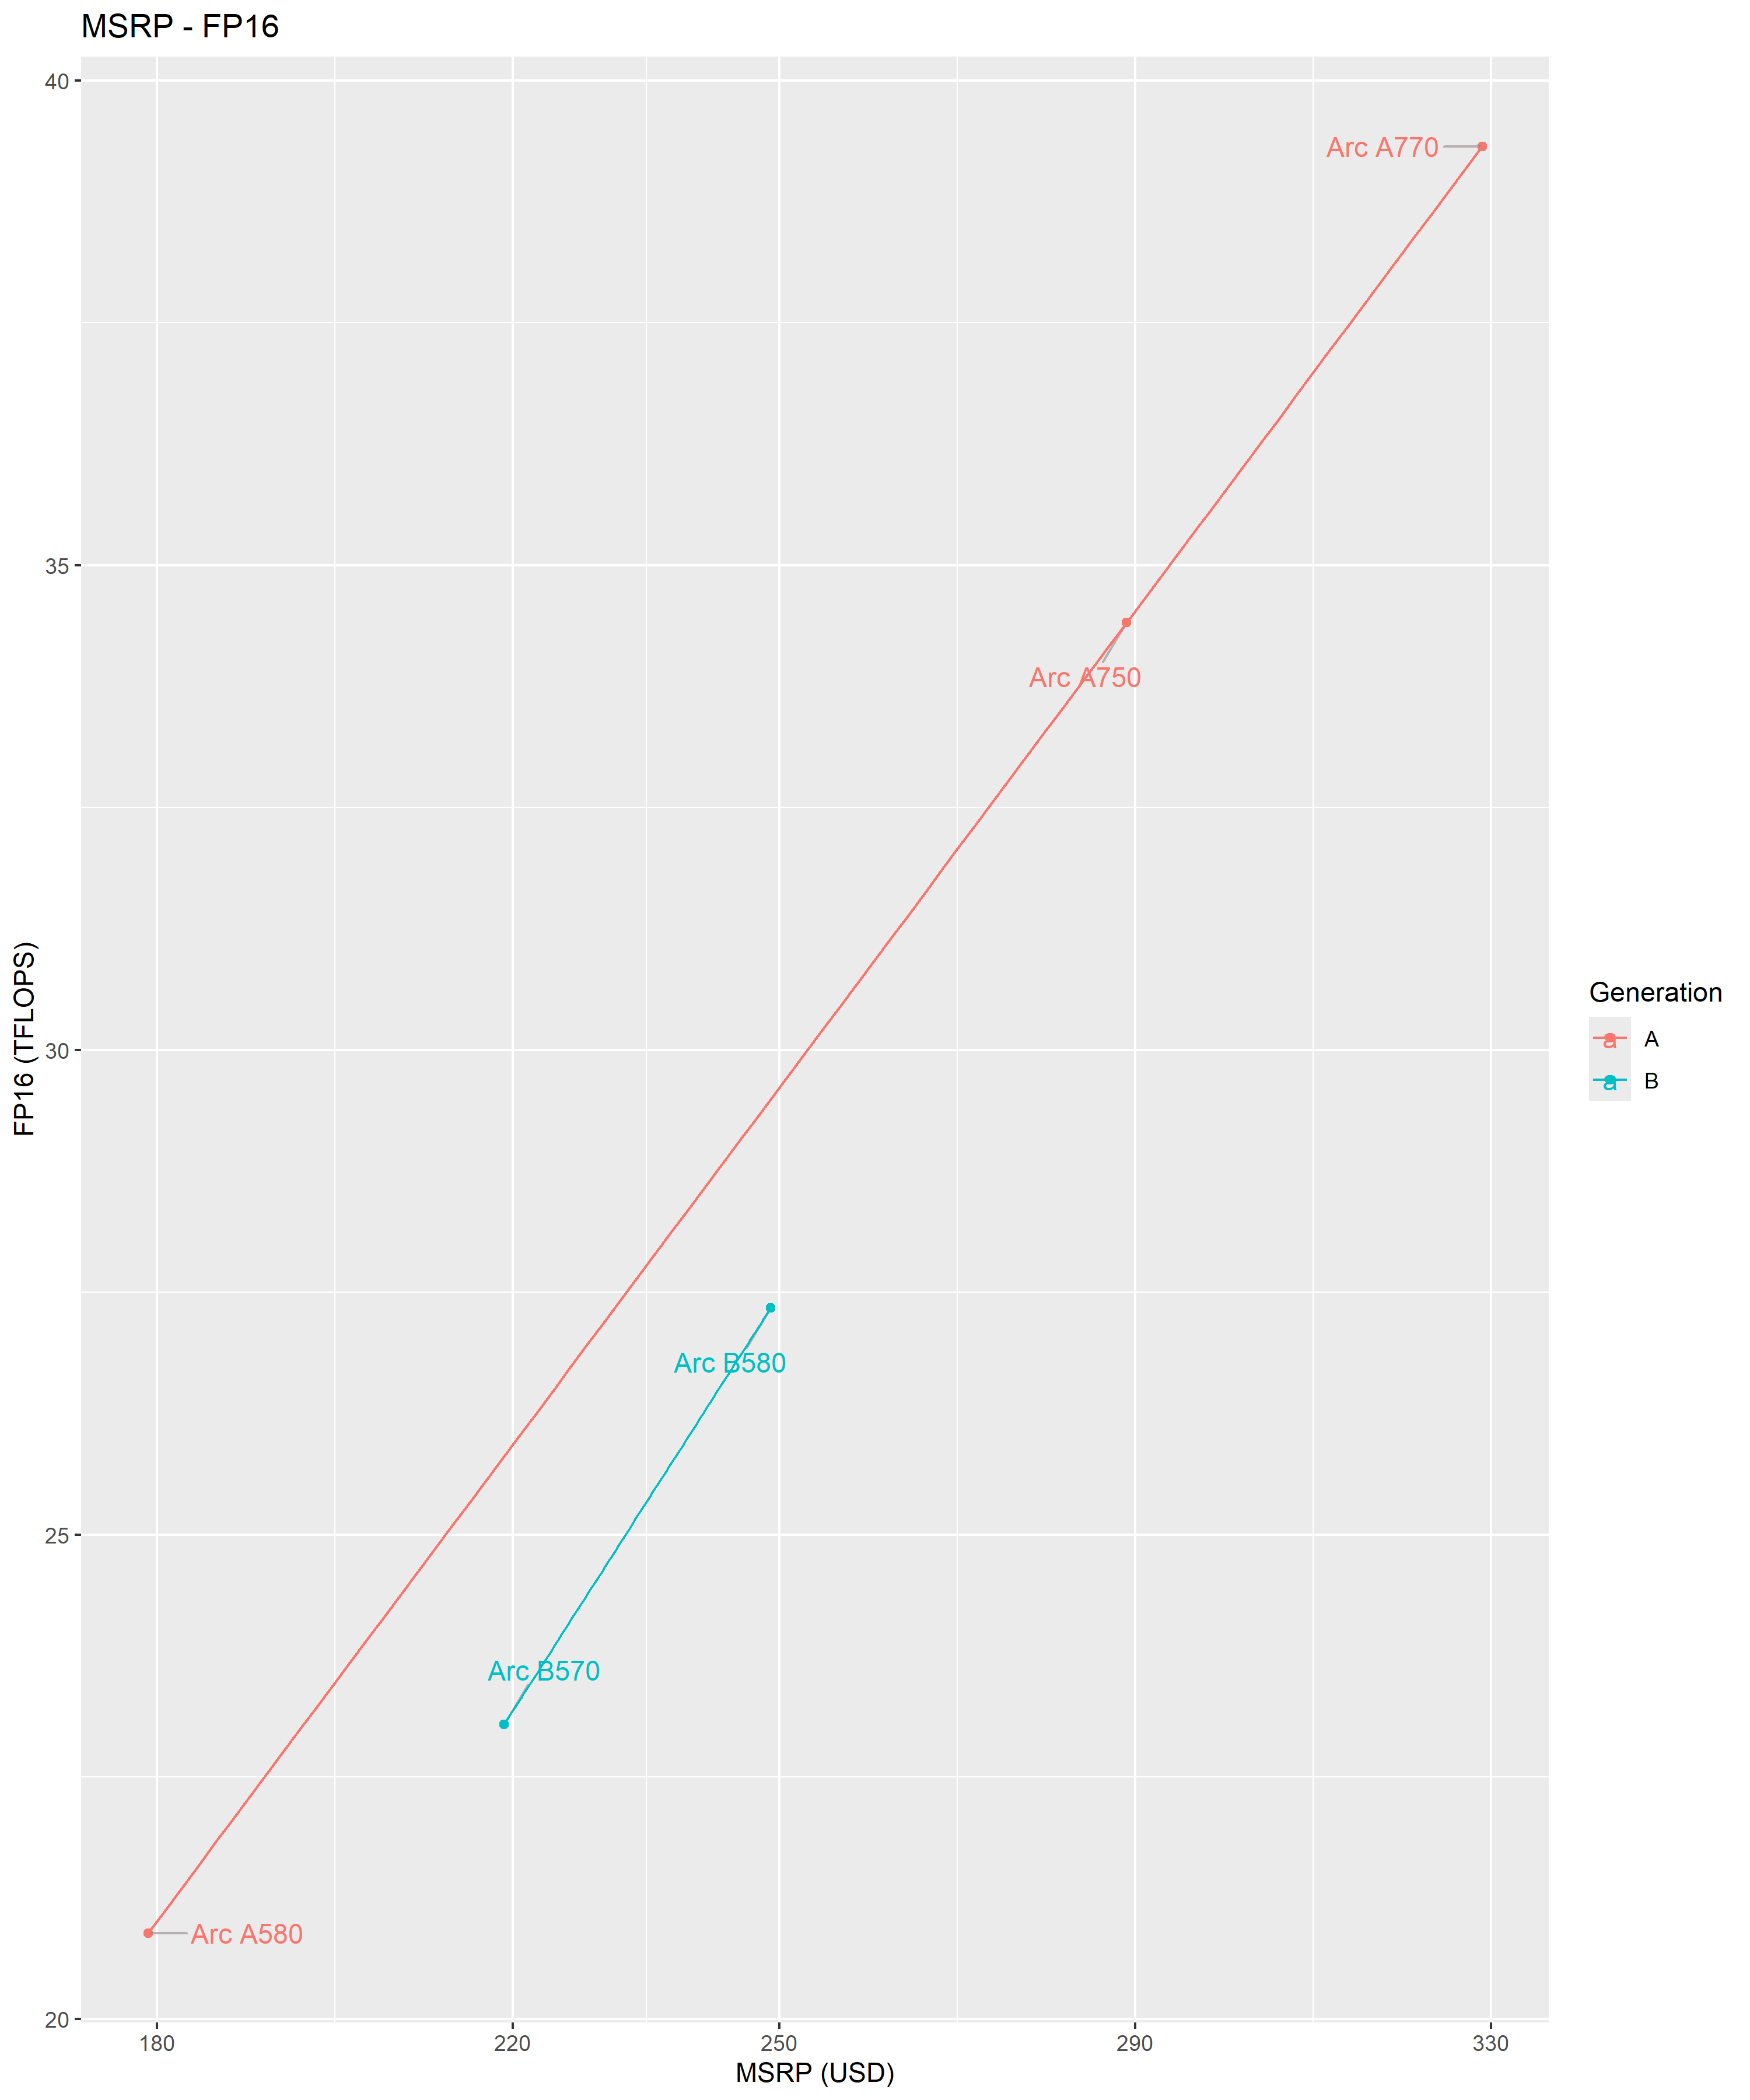 MSRP - FP16
40
35
30
25
20
FP16 (TFLOPS)
Arc A770
Arc A750
Arc B580
Arc B570
Arc A580
180
220
250
290
330
MSRP (USD)
Generation
a A
a B